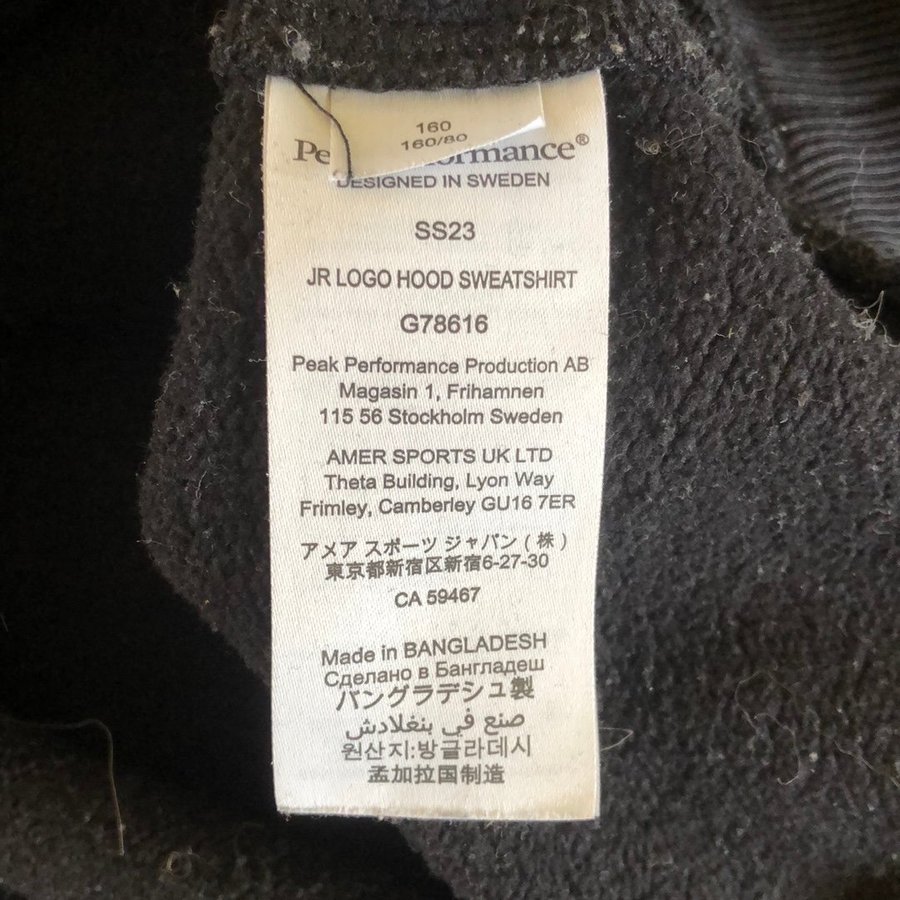 160
160/80
Pe ormance®
DESIGNED IN SWEDEN
SS23
JR LOGO HOOD SWEATSHIRT
G78616
Peak Performance Production AB
Magasin 1, Frihamnen
115 56 Stockholm Sweden
AMER SPORTS UK LTD
Theta Building, Lyon Way
Frimley, Camberley GU16 7ER
アメア スポーツ ジャパン（株）
東京都新宿区新宿6-27-30
CA 59467
Made in BANGLADESH
Сделано в Бангладеш
バングラデシュ製
صنع في بنغلادش
원산지:방글라데시
孟加拉国制造